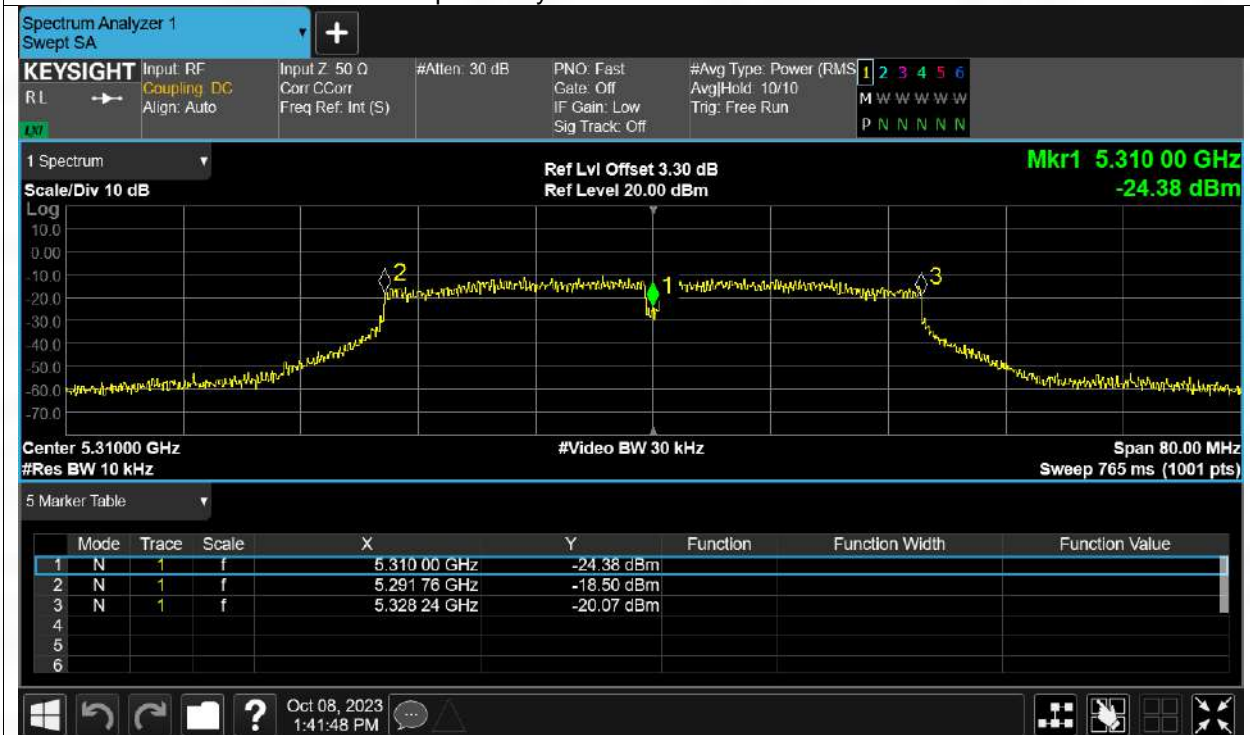 Spectrum Analyzer 1
Swept SA
+
KEYSIGHT Input: RF Input Z: 50 Ω #Atten: 30 dB PNO: Fast #Avg Type: Power (RMS 1 2 3 4 5 6
RL Coupling: DC Corr CCorr Gate: Off Avg|Hold: 10/10 M W W W W W
Align: Auto Freq Ref: Int (S) IF Gain: Low Trig: Free Run
LXI Sig Track: Off P N N N N N
1 Spectrum Ref Lvl Offset 3.30 dB Mkr1 5.310 00 GHz
Scale/Div 10 dB Ref Level 20.00 dBm -24.38 dBm
Log
10.0
0.00
-10.0 2 3
-20.0 1
-30.0
-40.0
-50.0
-60.0
-70.0
Center 5.31000 GHz #Video BW 30 kHz Span 80.00 MHz
#Res BW 10 kHz Sweep 765 ms (1001 pts)
5 Marker Table
Mode Trace Scale X Y Function Function Width Function Value
1 N 1 f 5.310 00 GHz -24.38 dBm
2 N 1 f 5.291 76 GHz -18.50 dBm
3 N 1 f 5.328 24 GHz -20.07 dBm
4
5
6
? Oct 08, 2023
1:41:48 PM